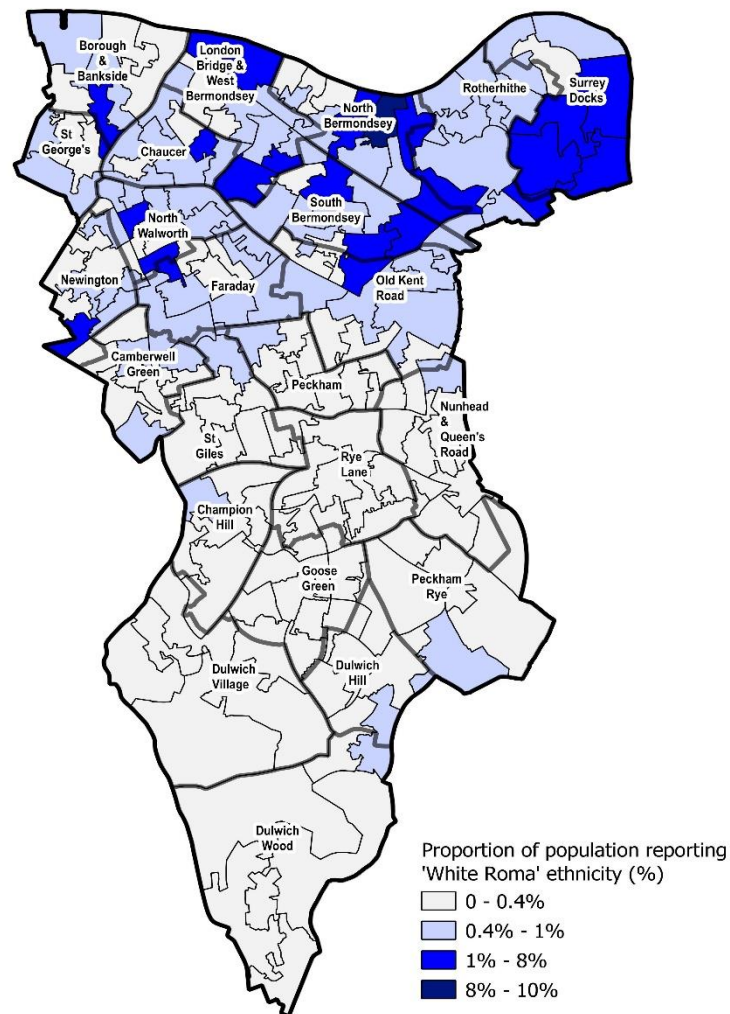 Borough
&
Bankside
London
Bridge &
West
Bermondsey
North
Bermondsey
Rotherhithe
Surrey
Docks
St
George's
Chaucer
South
Bermondsey
North
Walworth
Newington
Faraday
Old Kent
Road
Camberwell
Green
Peckham
Nunhead
&
Queen's
Road
St
Giles
Rye
Lane
Champion
Hill
Goose
Green
Peckham
Rye
Dulwich
Village
Dulwich
Hill
Dulwich
Wood
Proportion of population reporting
'White Roma' ethnicity (%)
0 - 0.4%
0.4% - 1%
1% - 8%
8% - 10%